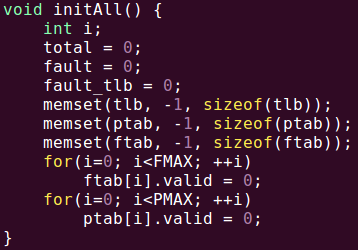 void initAll() {
    int i;
    total = 0;
    fault = 0;
    fault_tlb = 0;
    memset(tlb, -1, sizeof(tlb));
    memset(ptab, -1, sizeof(ptab));
    memset(ftab, -1, sizeof(ftab));
    for(i=0; i<FMAX; ++i)
        ftab[i].valid = 0;
    for(i=0; i<PMAX; ++i)
        ptab[i].valid = 0;
}